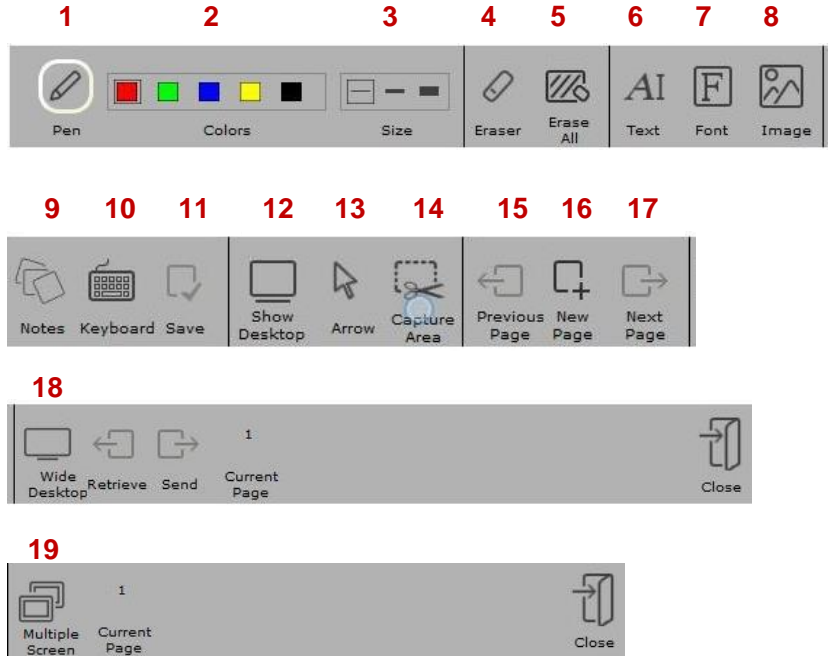 1 2 3 4 5 6 7 8
AI F
Pen Colors Size Eraser Erase All Text Font Image
9 10 11 12 13 14 15 16 17
Notes Keyboard Save Show Desktop Arrow Capture Area Previous Page New Page Next Page
18
1
Wide Desktop Retrieve Send Current Page Close
19
1
Multiple Screen Current Page Close